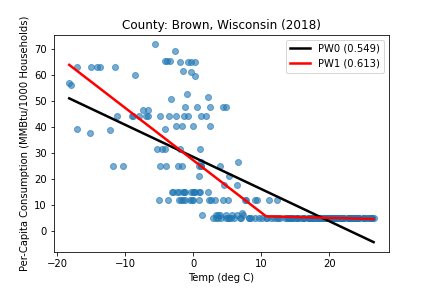 County: Brown, Wisconsin (2018)
PW0 (0.549)
PW1 (0.613)
Per-Capita Consumption (MMBtu/1000 Households)
70
60
50
40
30
20
10
0
−20
−10
0
10
20
Temp (deg C)